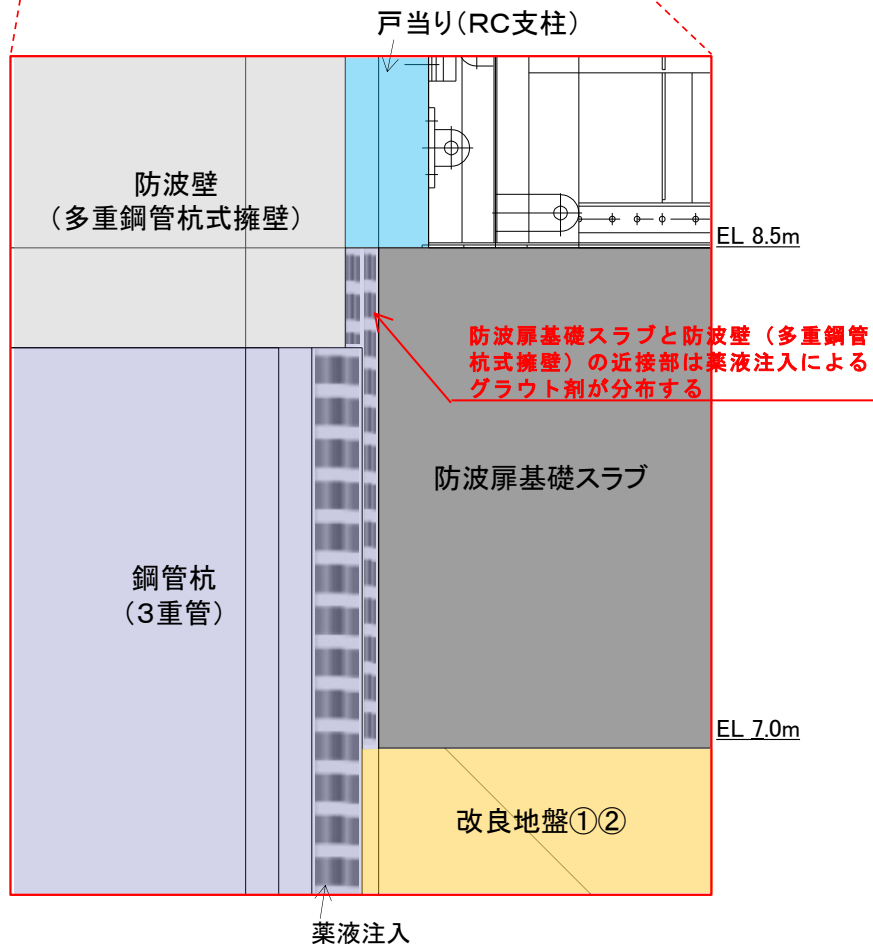 戸当り(RC支柱)
防波壁
(多重鋼管杭式擁壁)
EL 8.5m
防波扉基礎スラブと防波壁(多重鋼管
杭式擁壁)の近接部は薬液注入による
グラウト剤が分布する
防波扉基礎スラブ
鋼管杭
(3重管)
EL 7.0m
改良地盤①②
薬液注入